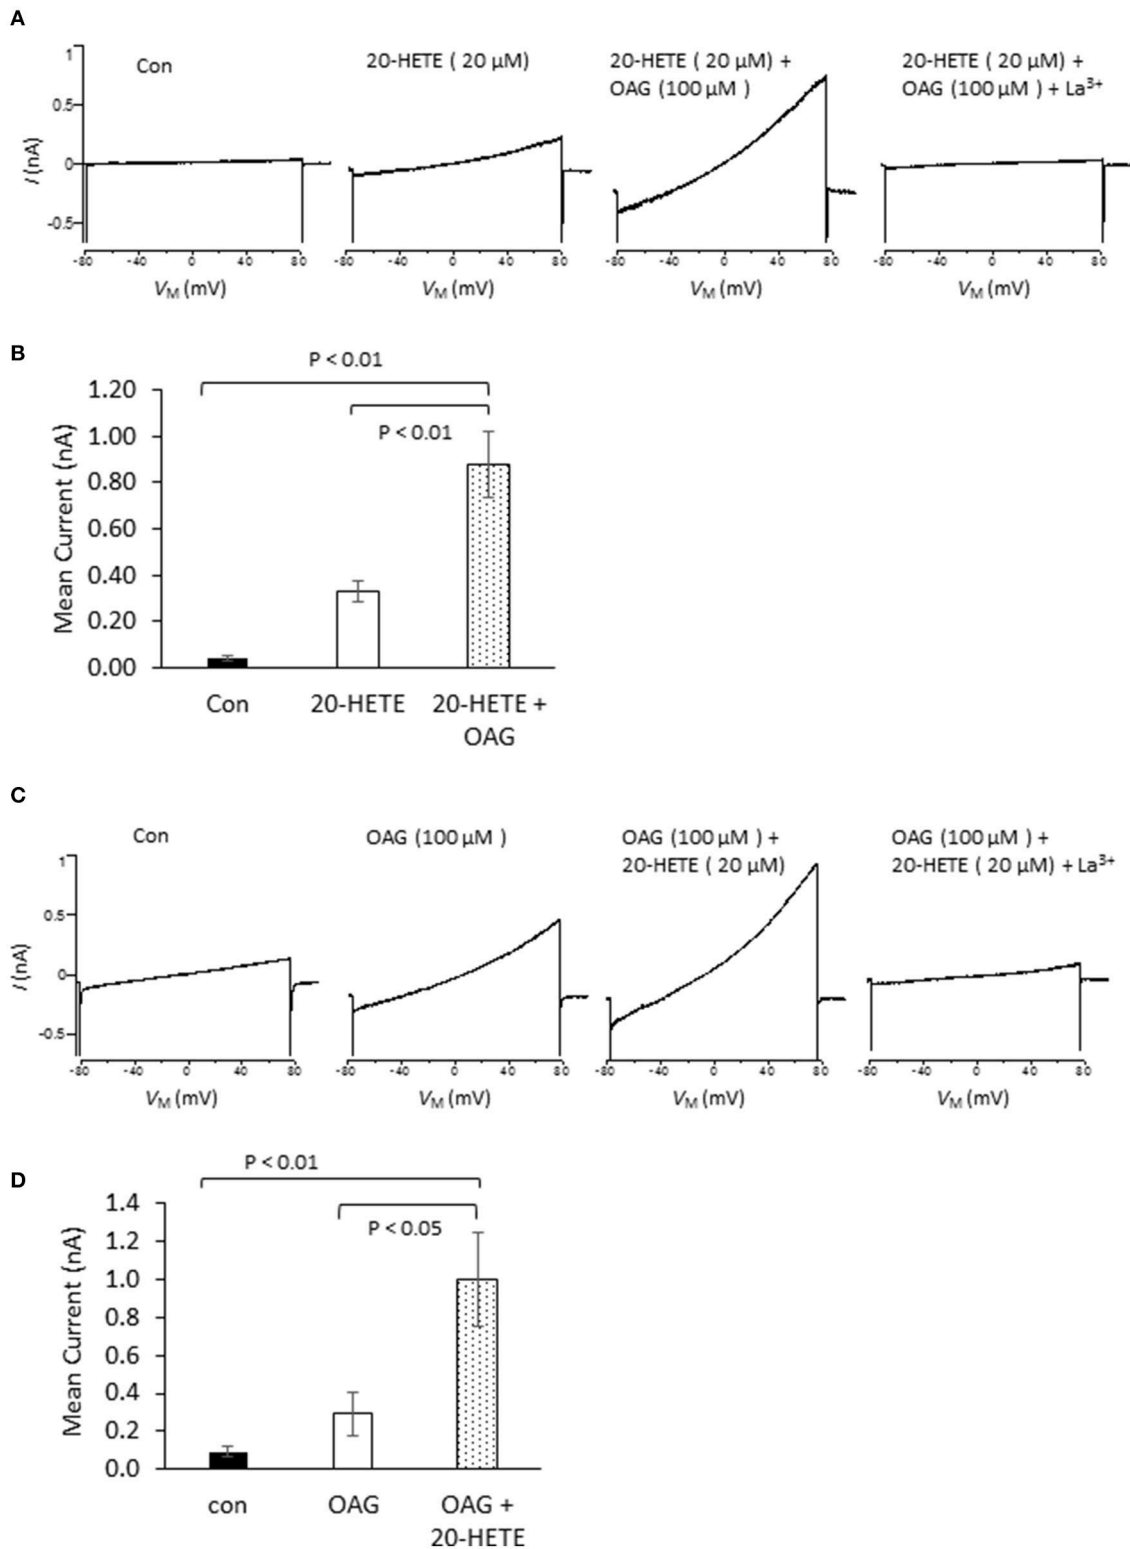 A
Con
20-HETE ( 20 µM)
20-HETE ( 20 µM) +
OAG (100 µM )
20-HETE ( 20 µM) +
OAG (100 µM ) + La³⁺
1
0.5
0
-0.5
I (nA)
-80 -40 0 40 80
-80 -40 0 40 80
-80 -40 0 40 80
-80 -40 0 40 80
VM (mV)
VM (mV)
VM (mV)
VM (mV)
B
P < 0.01
P < 0.01
1.20
1.00
0.80
0.60
0.40
0.20
0.00
Mean Current (nA)
Con
20-HETE
20-HETE +
OAG
C
Con
OAG (100 µM )
OAG (100 µM ) +
20-HETE ( 20 µM)
OAG (100 µM ) +
20-HETE ( 20 µM) + La³⁺
1
0.5
0
-0.5
I (nA)
-80 -40 0 40 80
-80 -40 0 40 80
-80 -40 0 40 80
-80 -40 0 40 80
VM (mV)
VM (mV)
VM (mV)
VM (mV)
D
P < 0.01
P < 0.05
1.4
1.2
1.0
0.8
0.6
0.4
0.2
0.0
Mean Current (nA)
con
OAG
OAG +
20-HETE